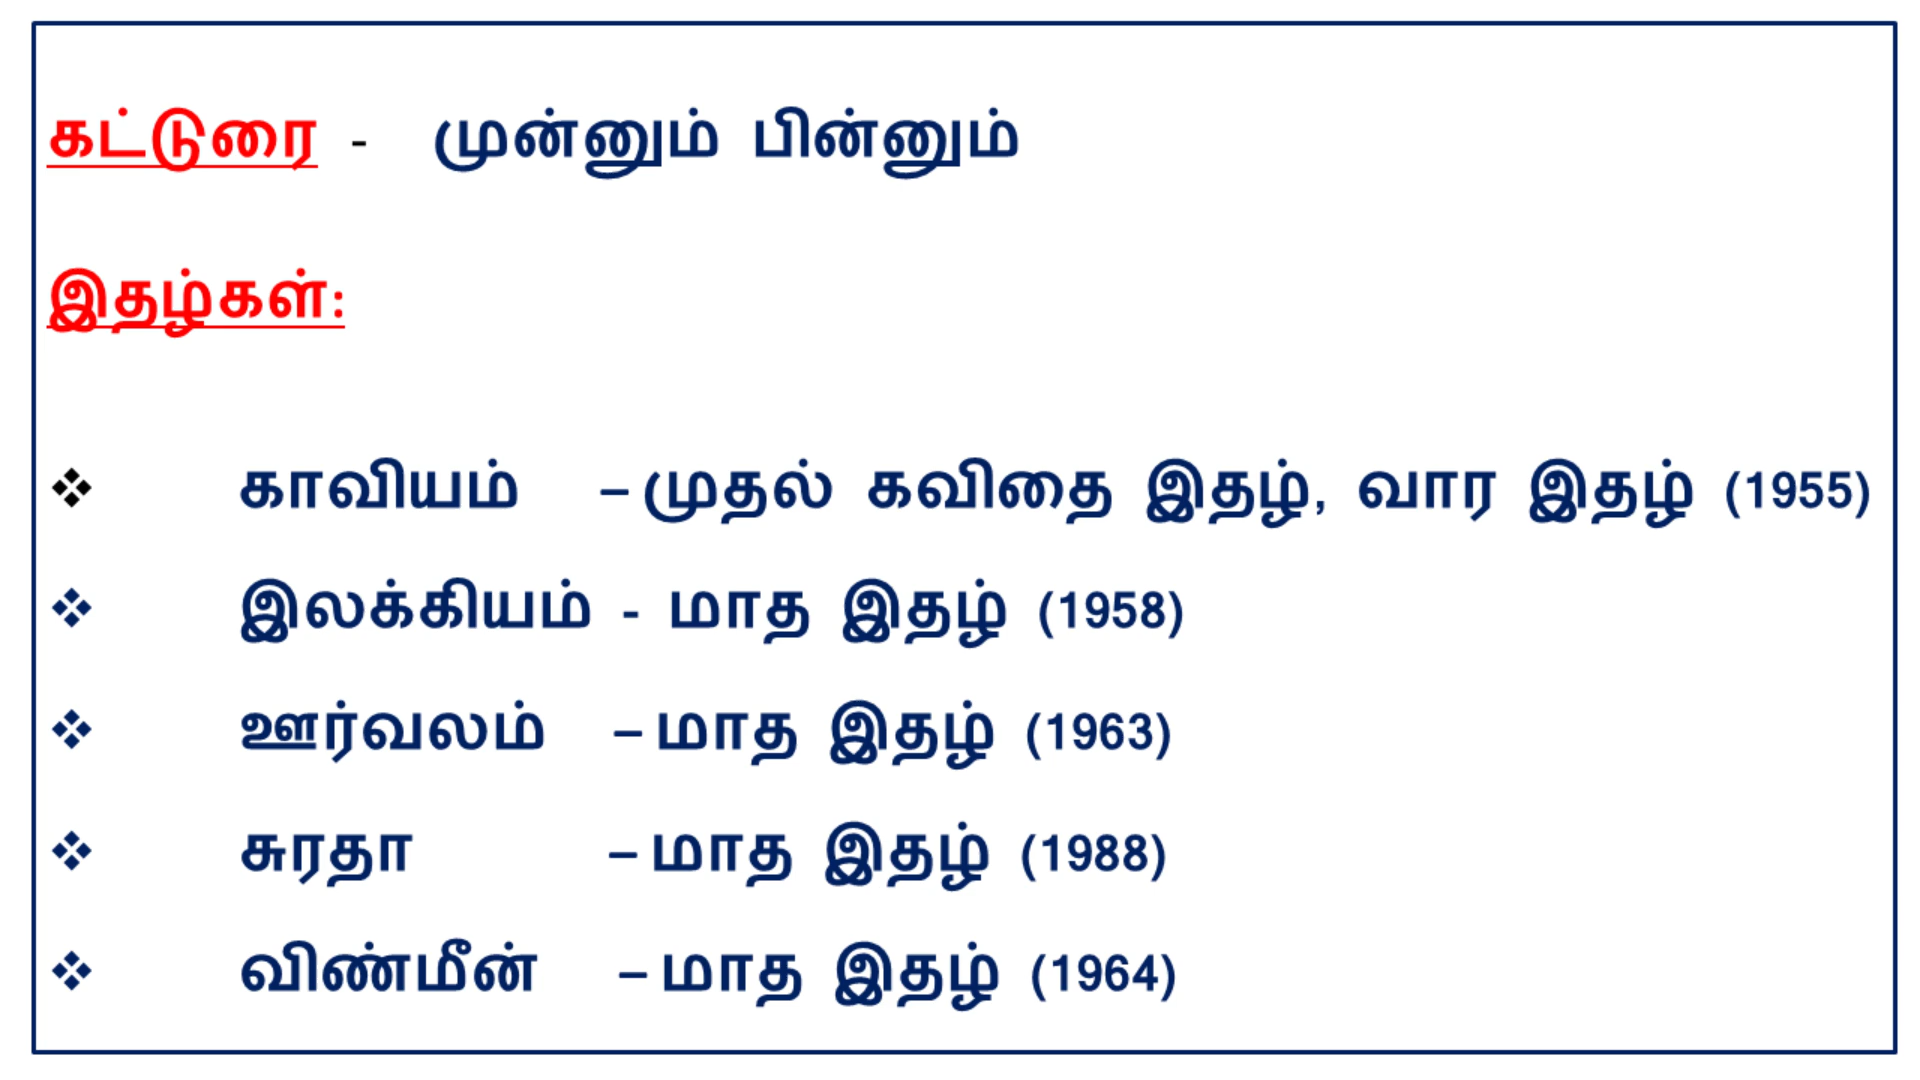 கட்டுரை - முன்னும் பின்னும்
இதழ்கள்:
❖ காவியம் – முதல் கவிதை இதழ், வார இதழ் (1955)
❖ இலக்கியம் - மாத இதழ் (1958)
❖ ஊர்வலம் – மாத இதழ் (1963)
❖ சுரதா – மாத இதழ் (1988)
❖ விண்மீன் – மாத இதழ் (1964)